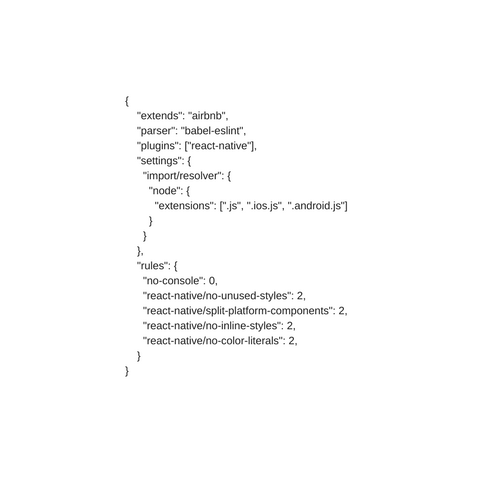 {
"extends": "airbnb",
"parser": "babel-eslint",
"plugins": ["react-native"],
"settings": {
"import/resolver": {
"node": {
"extensions": [".js", ".ios.js", ".android.js"]
}
}
},
"rules": {
"no-console": 0,
"react-native/no-unused-styles": 2,
"react-native/split-platform-components": 2,
"react-native/no-inline-styles": 2,
"react-native/no-color-literals": 2,
}
}